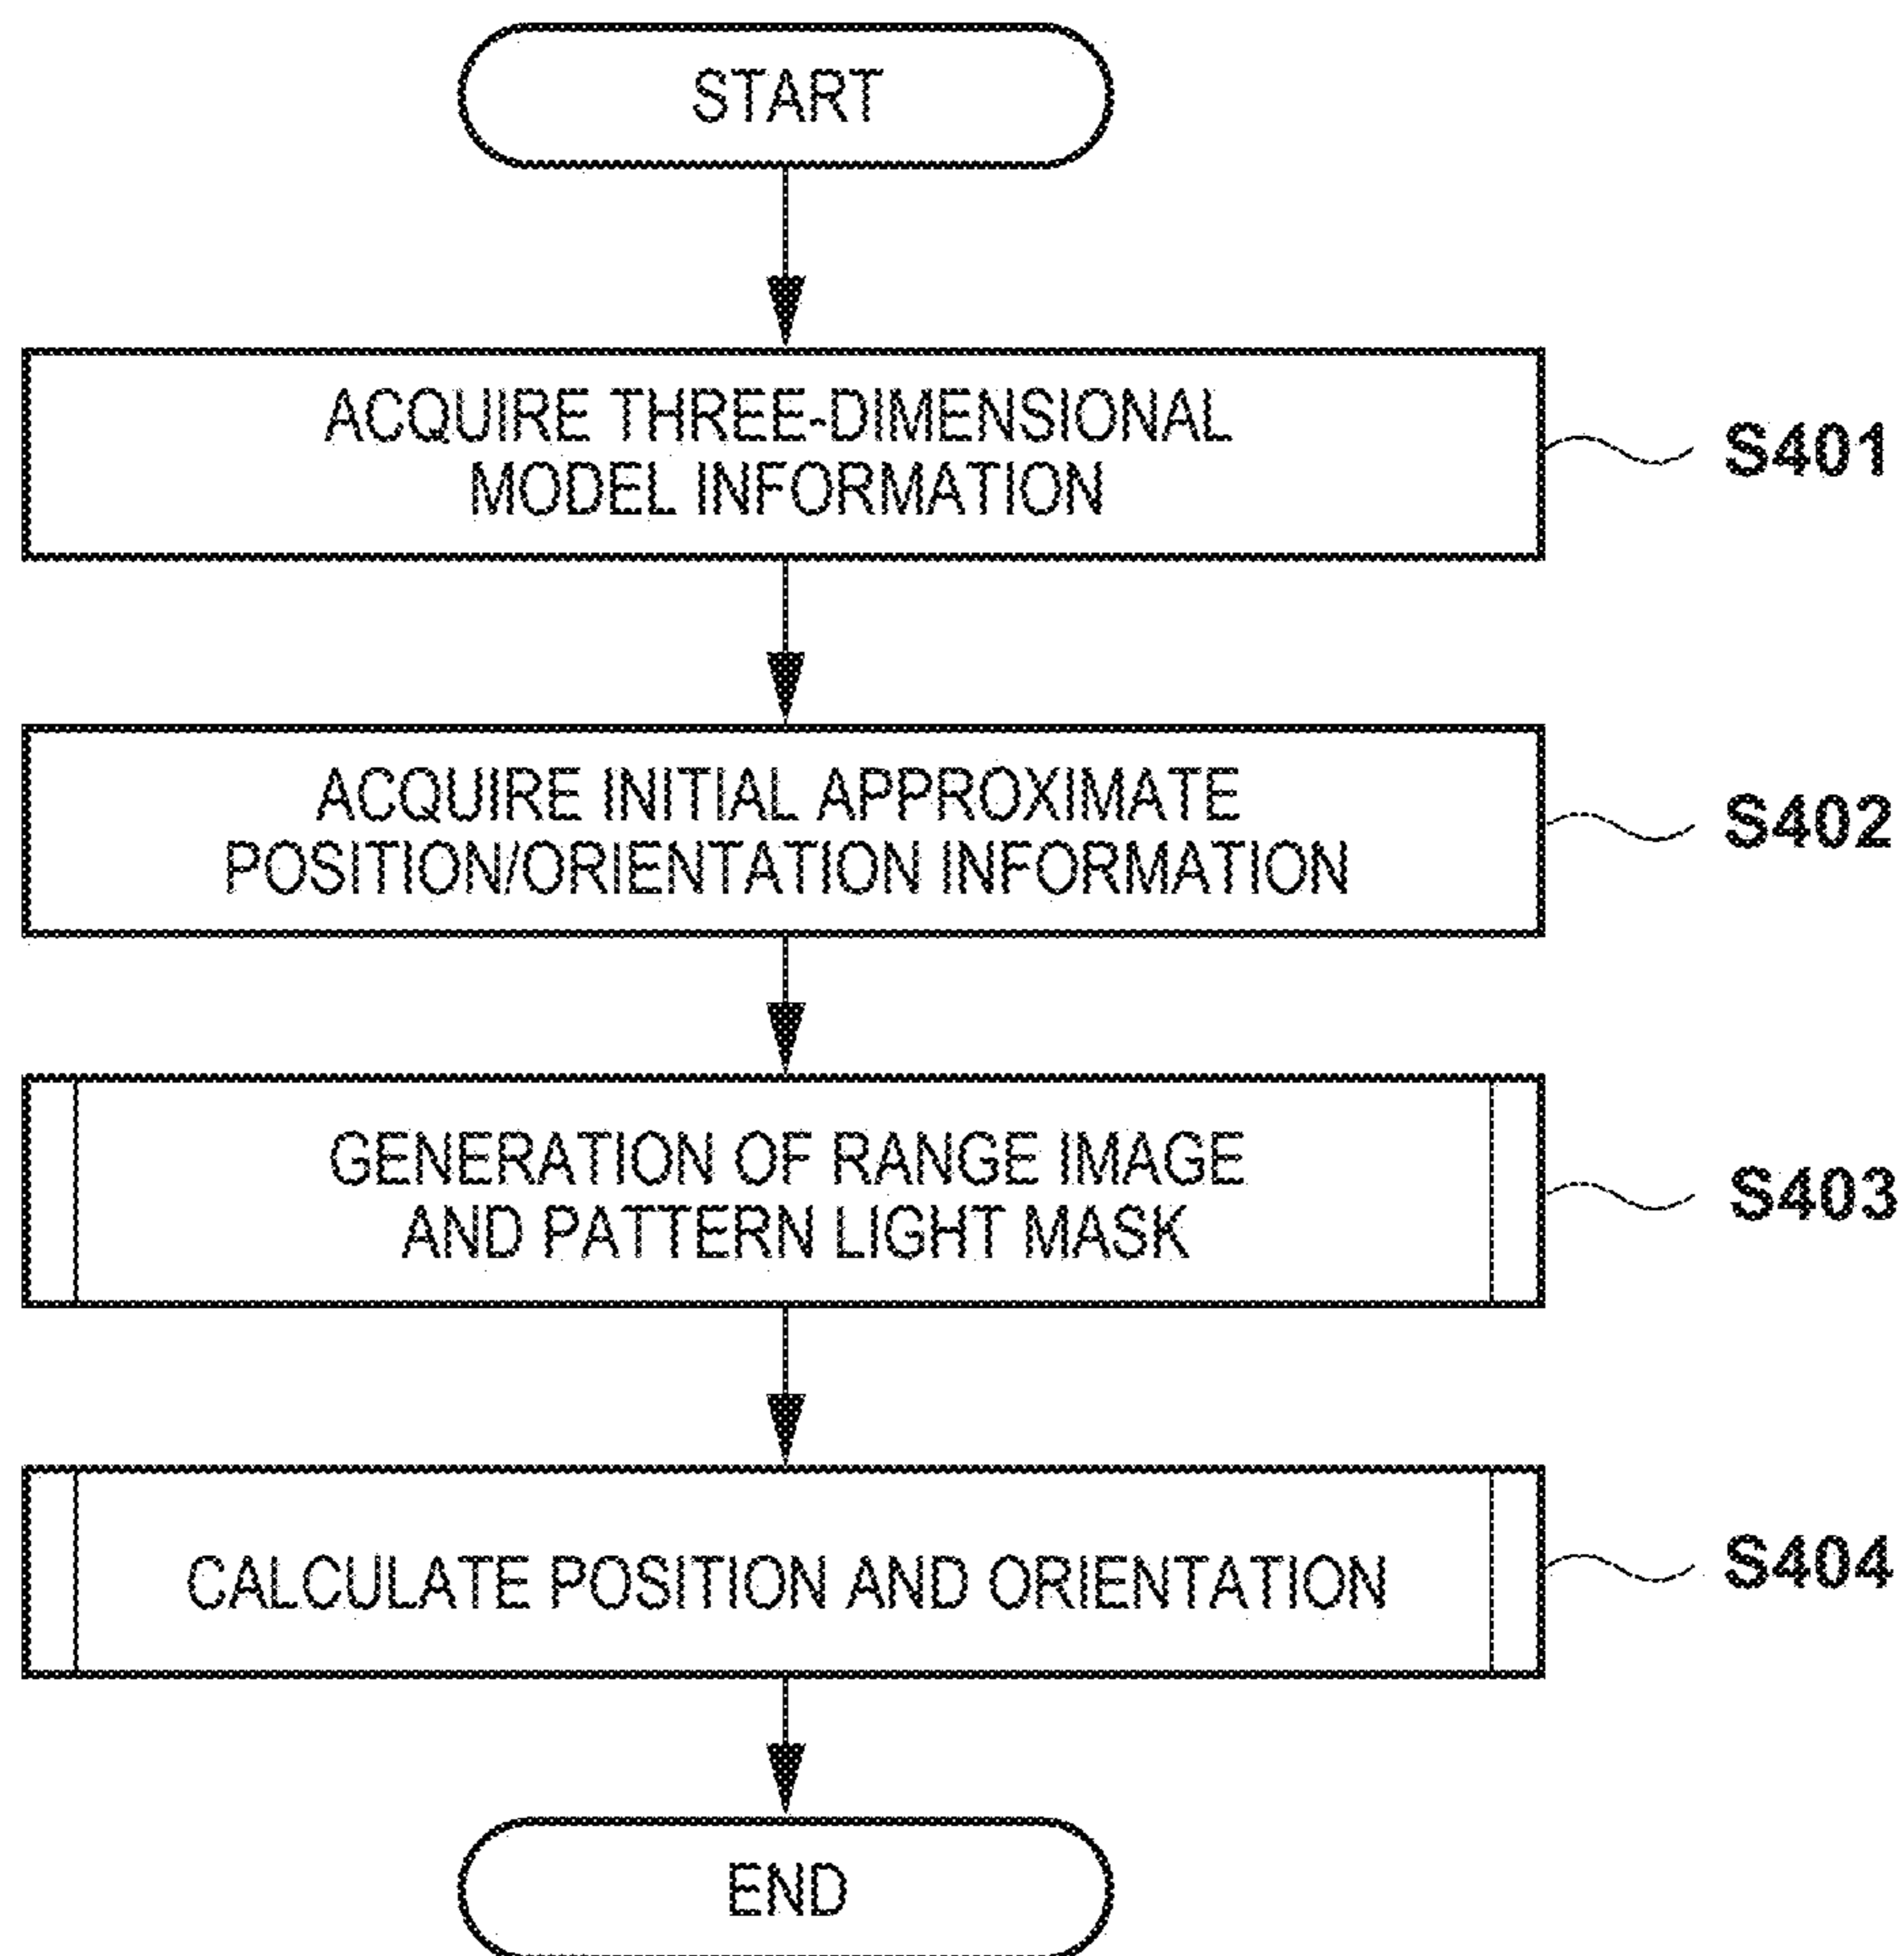 START
ACQUIRE THREE-DIMENSIONAL
MODEL INFORMATION
S401
ACQUIRE INITIAL APPROXIMATE
POSITION/ORIENTATION INFORMATION
S402
GENERATION OF RANGE IMAGE
AND PATTERN LIGHT MASK
S403
CALCULATE POSITION AND ORIENTATION
S404
END